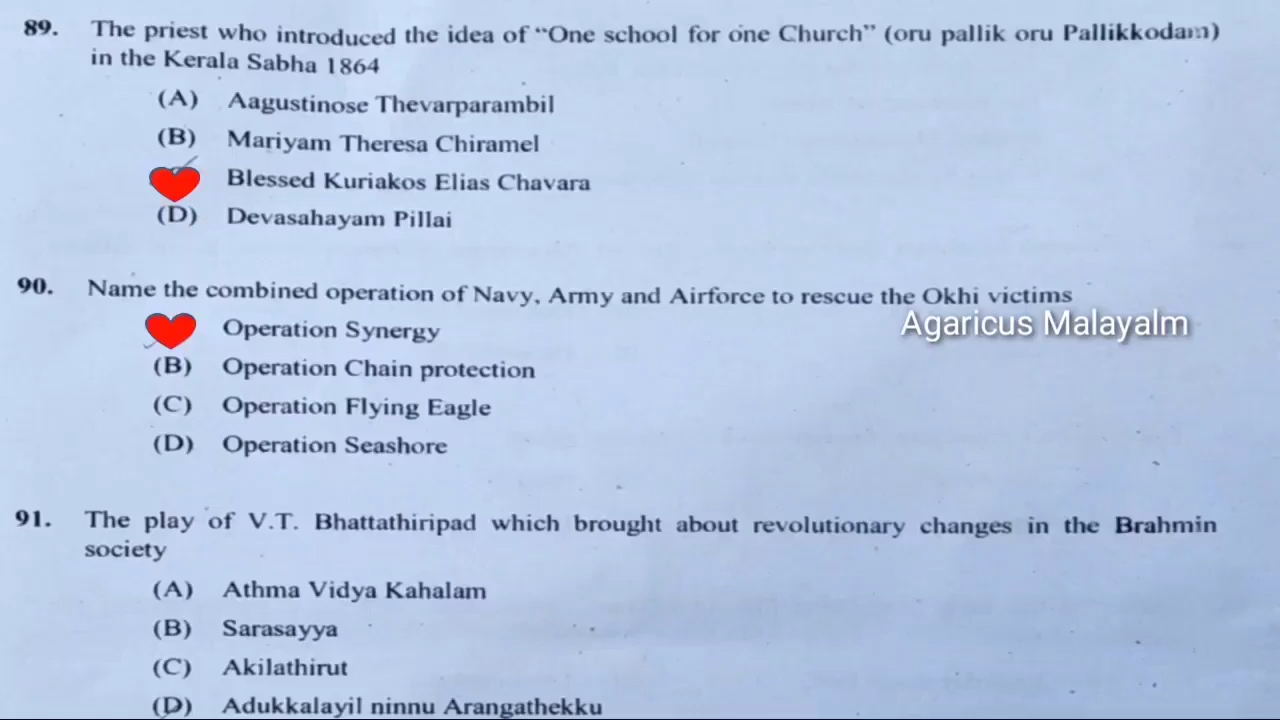 89. The priest who introduced the idea of “One school for one Church” (oru pallik oru Pallikkodam)
in the Kerala Sabha 1864
(A) Aagustinose Thevarparambil
(B) Mariyam Theresa Chiramel
Blessed Kuriakos Elias Chavara
(D) Devasahayam Pillai
90. Name the combined operation of Navy, Army and Airforce to rescue the Okhi victims
Agaricus Malayalm
Operation Synergy
(B) Operation Chain protection
(C) Operation Flying Eagle
(D) Operation Seashore
91. The play of V.T. Bhattathiripad which brought about revolutionary changes in the Brahmin
society
(A) Athma Vidya Kahalam
(B) Sarasayya
(C) Akilathirut
(D) Adukkalayil ninnu Arangathekku